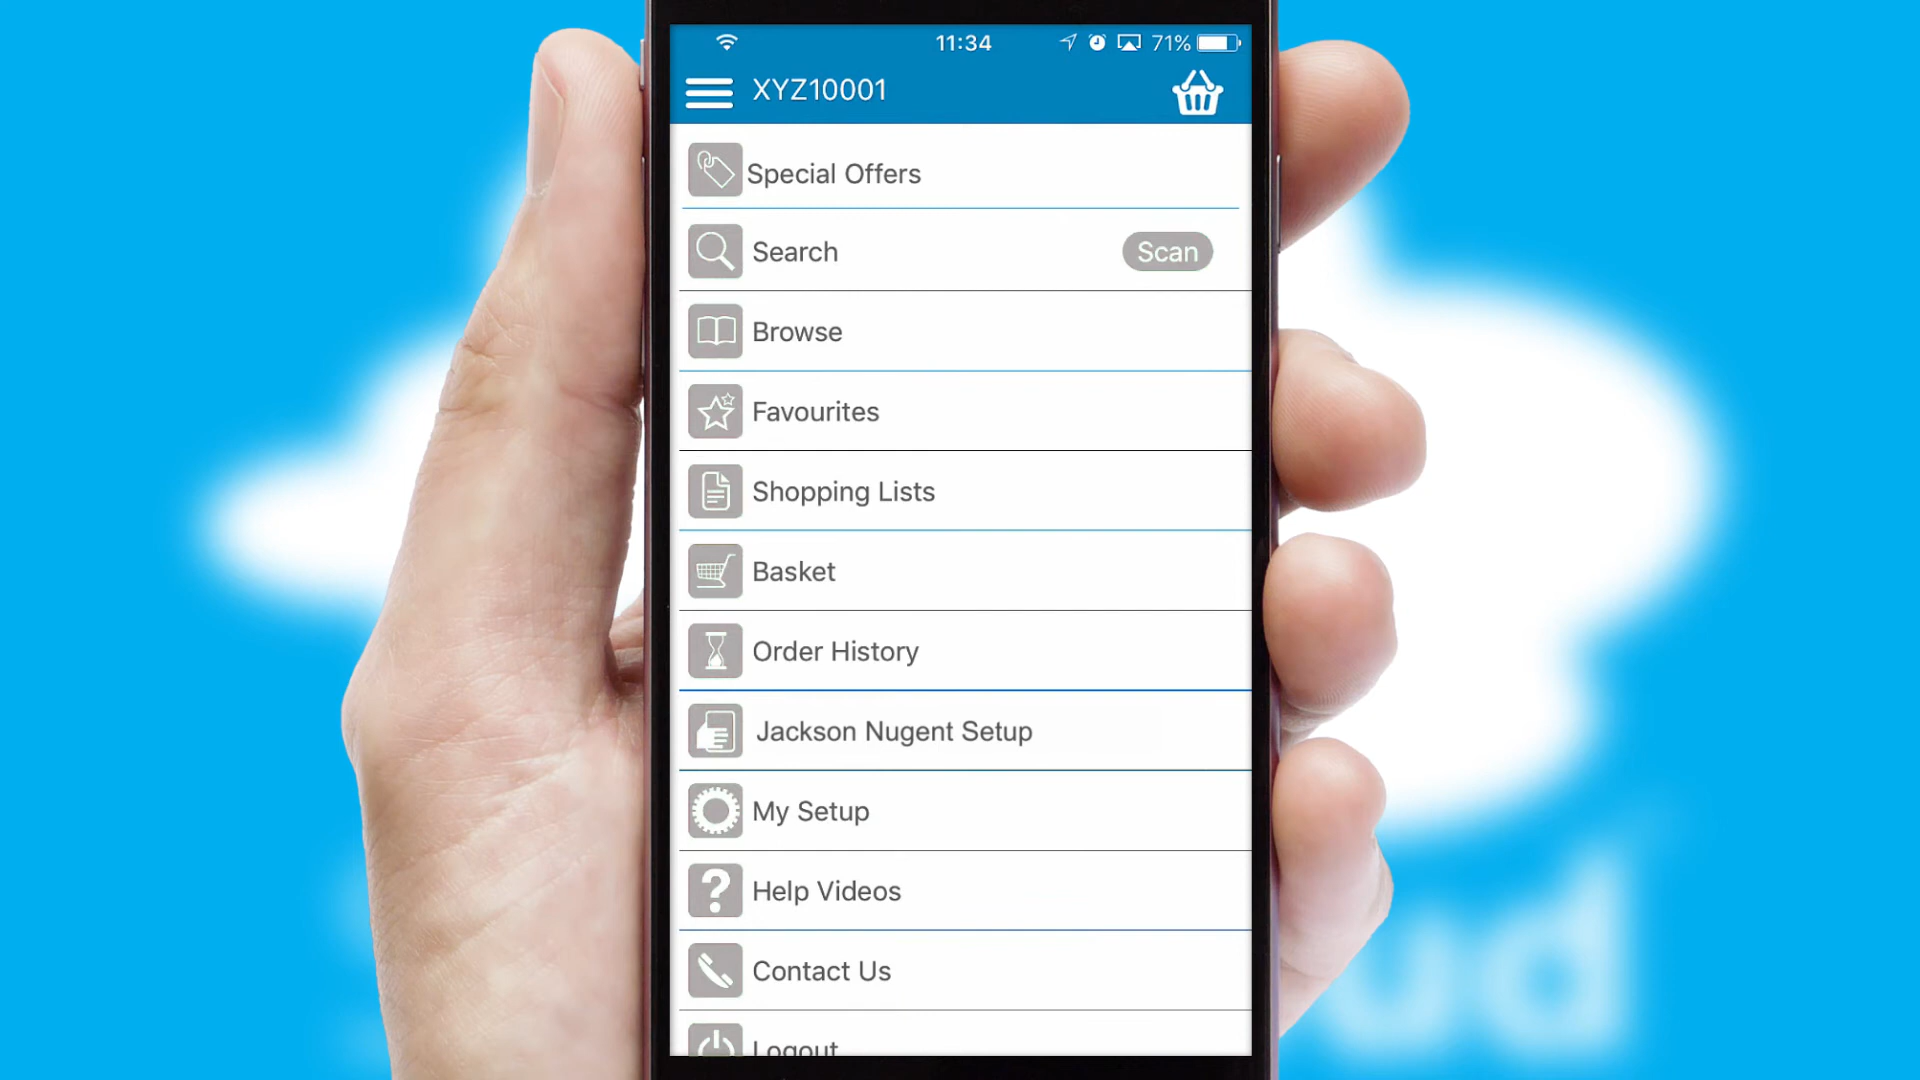 11:34
71%
XYZ10001
Special Offers
Search
Scan
Browse
Favourites
Shopping Lists
Basket
Order History
Jackson Nugent Setup
My Setup
Help Videos
Contact Us
Logout
ud